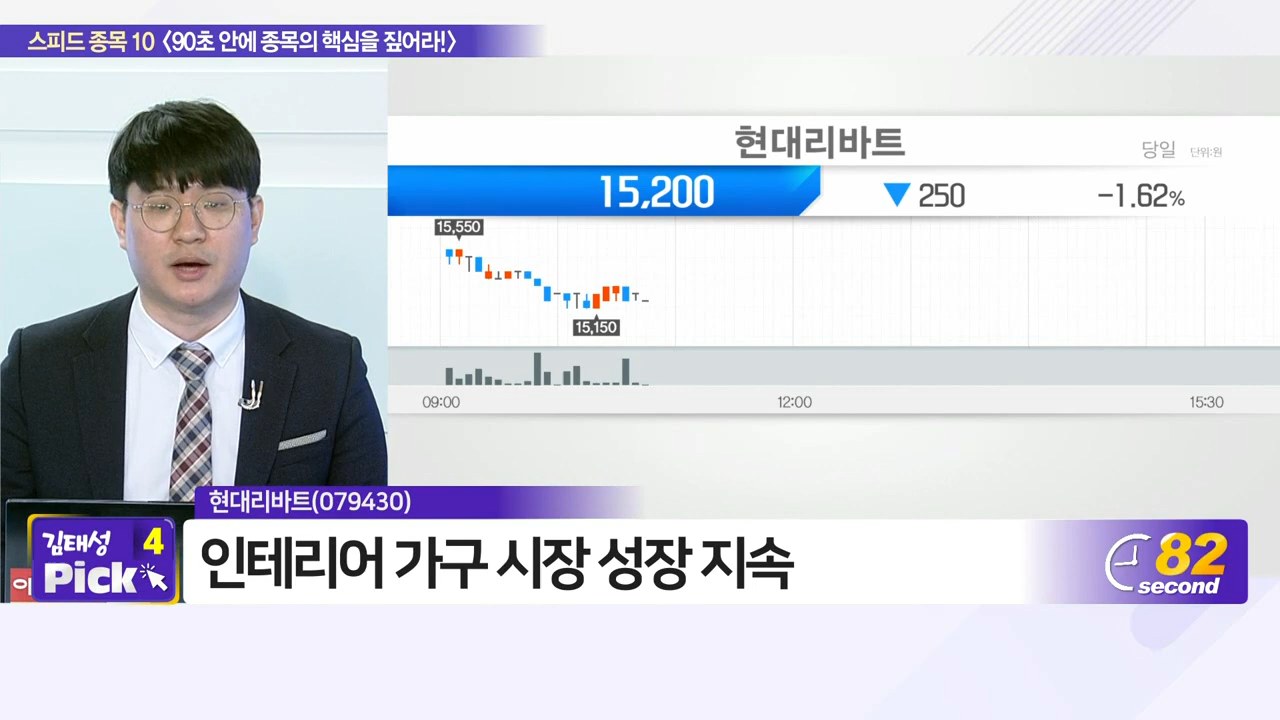 스피드 종목 10 <90초 안에 종목의 핵심을 짚어라!>
현대리바트
당일 단위:원
15,200 ▼ 250 -1.62%
15,550
15,150
09:00 12:00 15:30
현대리바트(079430)
김태성 4
Pick
인테리어 가구 시장 성장 지속
82
second